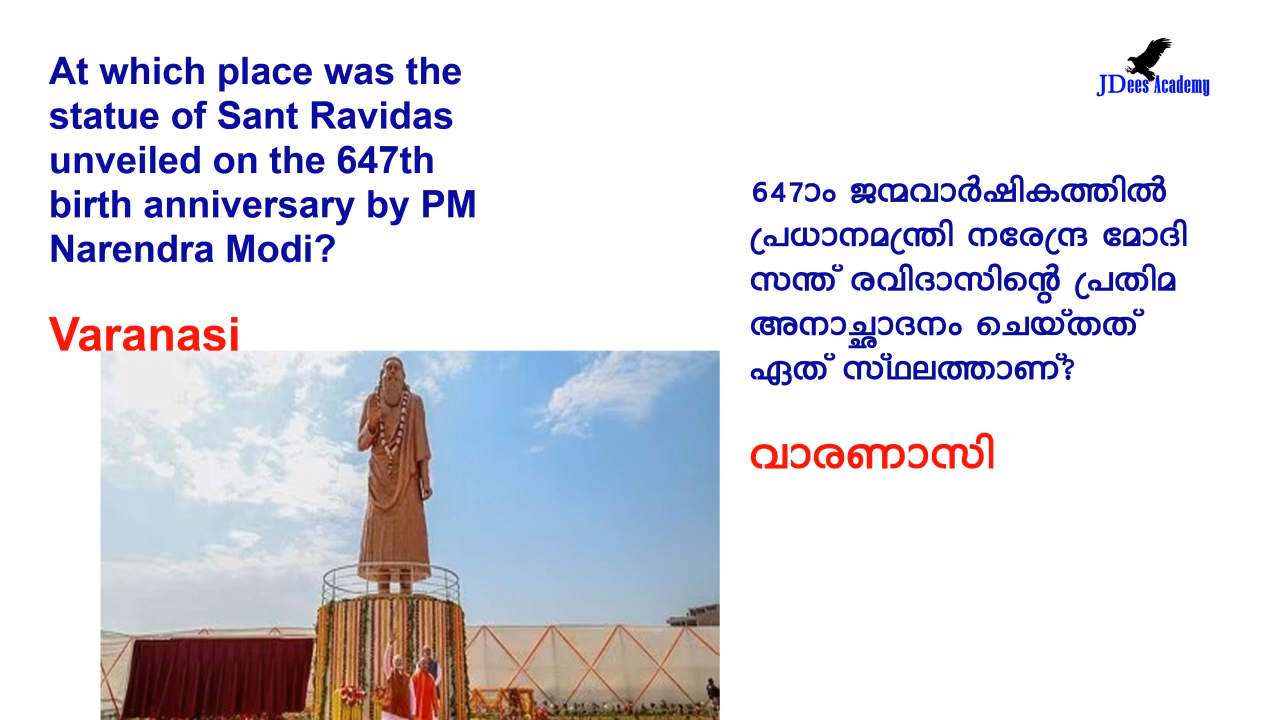 At which place was the
statue of Sant Ravidas
unveiled on the 647th
birth anniversary by PM
Narendra Modi?
Varanasi
JDees Academy
647ാം ജന്മവാർഷികത്തിൽ
പ്രധാനമന്ത്രി നരേന്ദ്ര മോദി
സന്ത് രവിദാസിന്റെ പ്രതിമ
അനാച്ഛാദനം ചെയ്തത്
ഏത് സ്ഥലത്താണ്?
വാരണാസി